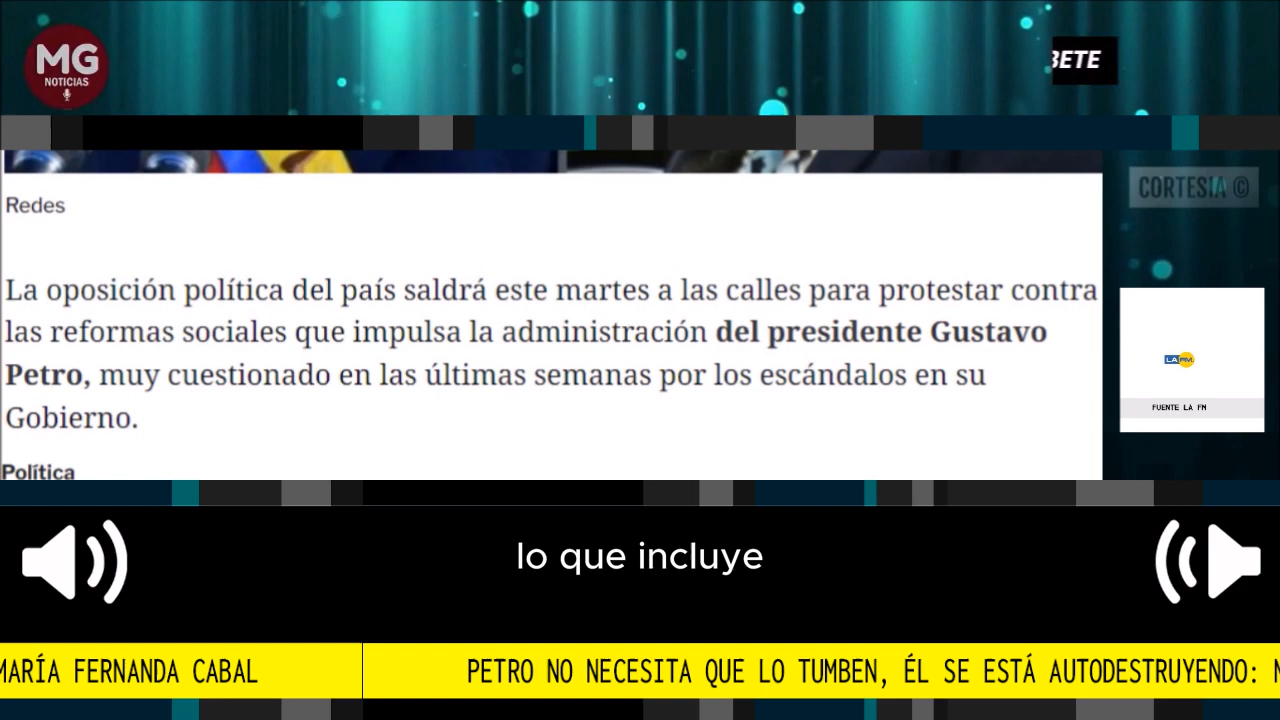 MG
NOTICIAS
BETE
CORTESIA ©
Redes
La oposición política del país saldrá este martes a las calles para protestar contra
las reformas sociales que impulsa la administración del presidente Gustavo
Petro, muy cuestionado en las últimas semanas por los escándalos en su
Gobierno.
Política
LA FM
FUENTE LA FM
lo que incluye
MARÍA FERNANDA CABAL
PETRO NO NECESITA QUE LO TUMBEN, ÉL SE ESTÁ AUTODESTRUYENDO: N